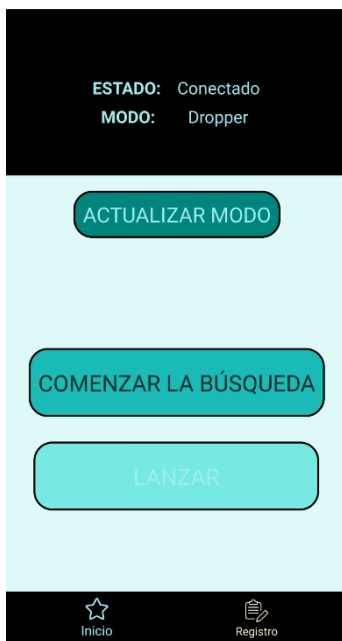 ESTADO: Conectado
MODO: Dropper
ACTUALIZAR MODO
COMENZAR LA BÚSQUEDA
LANZAR
Inicio Registro